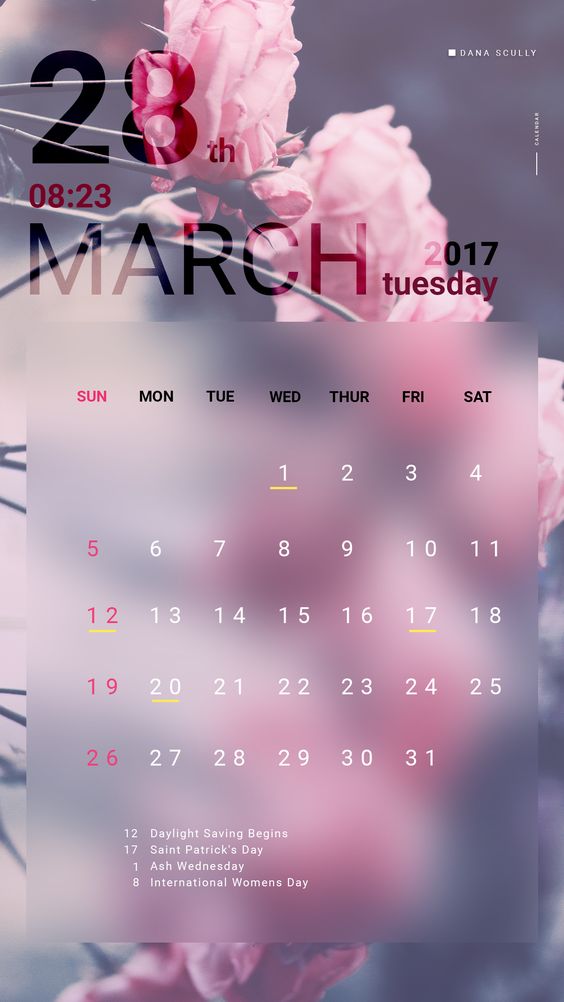 DANA SCULLY
CALENDAR
28th
08:23
MARCH
2017
tuesday
SUN MON TUE WED THUR FRI SAT
1 2 3 4
5 6 7 8 9 10 11
12 13 14 15 16 17 18
19 20 21 22 23 24 25
26 27 28 29 30 31
12 Daylight Saving Begins
17 Saint Patrick's Day
1 Ash Wednesday
8 International Womens Day